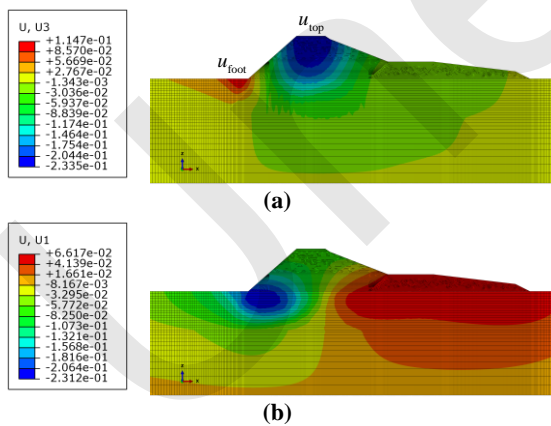 U, U3
+1.147e-01
+8.570e-02
+5.669e-02
+2.767e-02
-1.343e-03
-3.036e-02
-5.937e-02
-8.839e-02
-1.174e-01
-1.464e-01
-1.754e-01
-2.044e-01
-2.335e-01
u_top
u_foot
z
x
(a)
U, U1
+6.617e-02
+4.139e-02
+1.661e-02
-8.167e-03
-3.295e-02
-5.772e-02
-8.250e-02
-1.073e-01
-1.321e-01
-1.568e-01
-1.816e-01
-2.064e-01
-2.312e-01
z
x
(b)